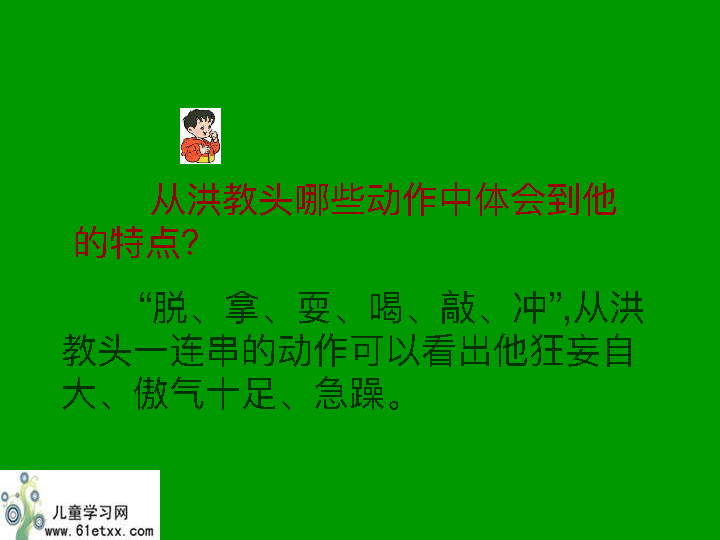 从洪教头哪些动作中体会到他
的特点?
“脱、拿、耍、喝、敲、冲”,从洪
教头一连串的动作可以看出他狂妄自
大、傲气十足、急躁。
儿童学习网
www.61etxx.com